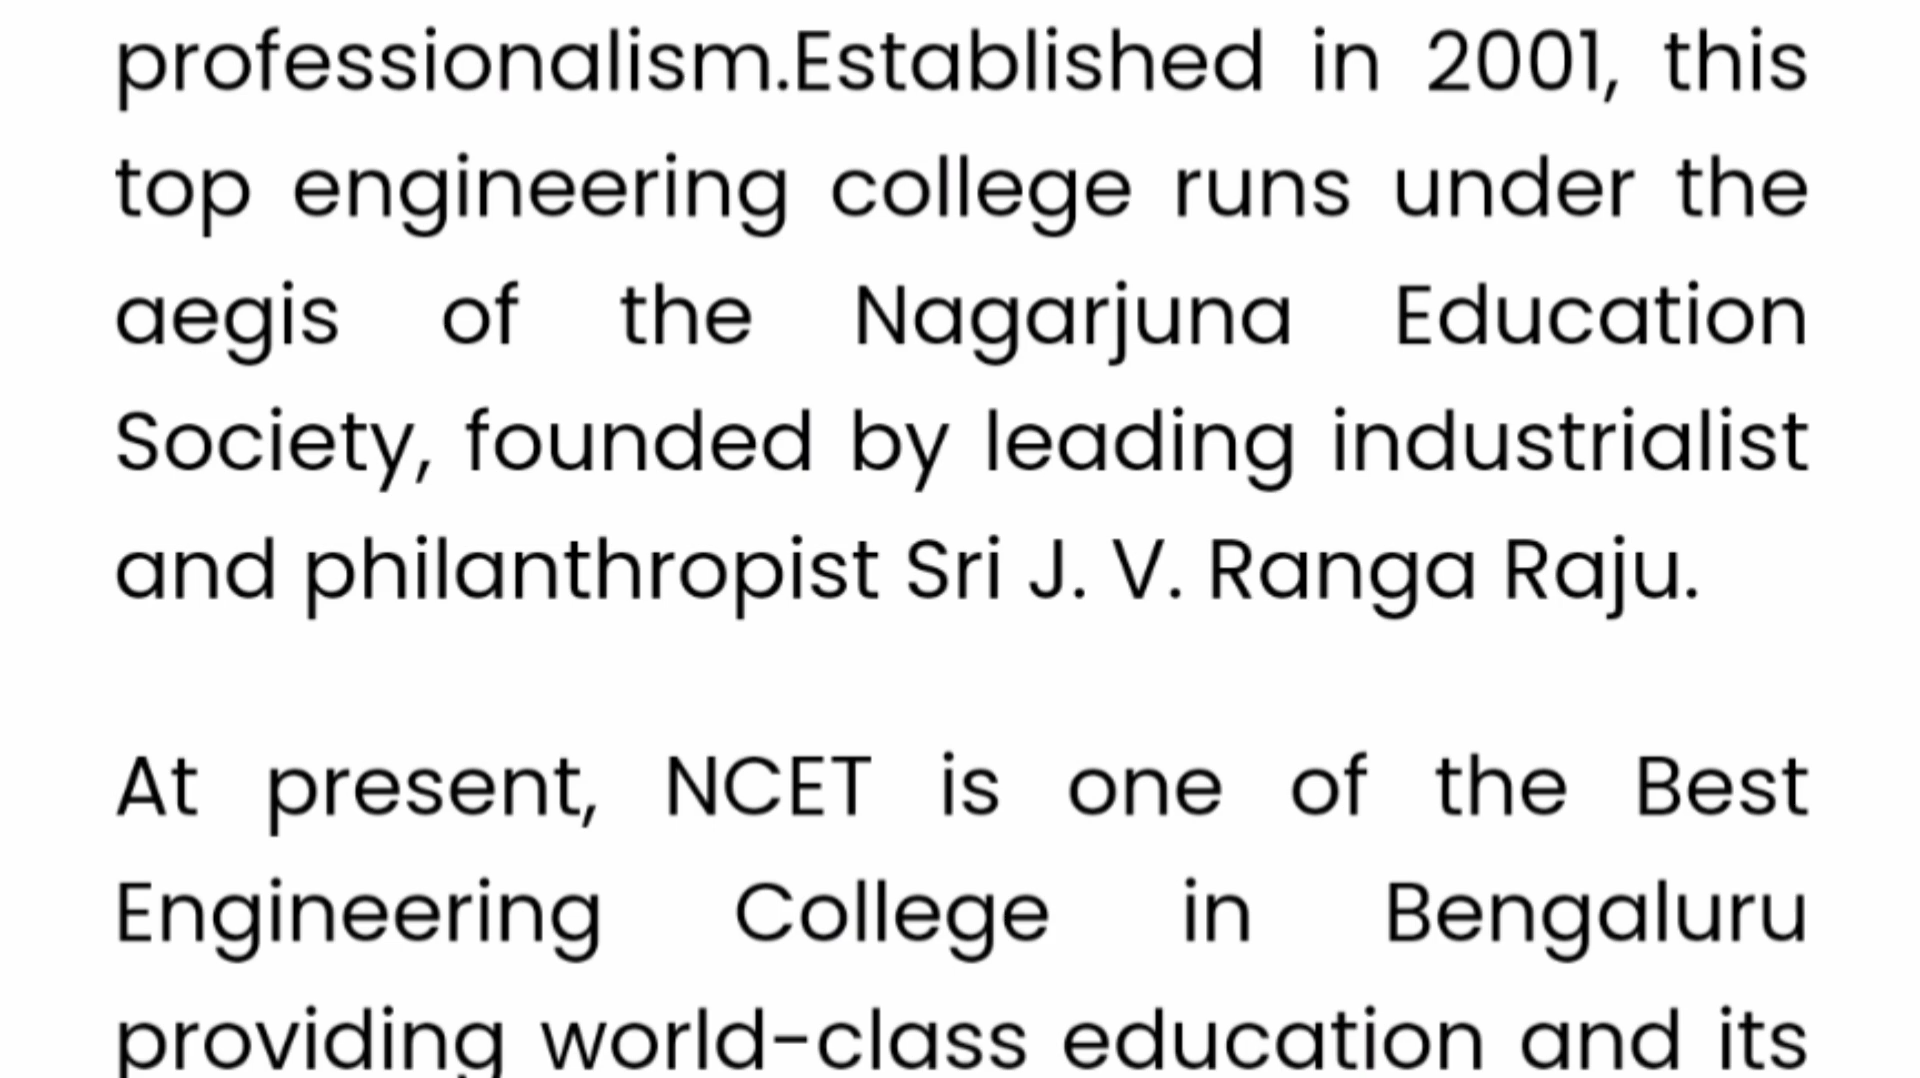 professionalism.Established in 2001, this
top engineering college runs under the
aegis of the Nagarjuna Education
Society, founded by leading industrialist
and philanthropist Sri J. V. Ranga Raju.
At present, NCET is one of the Best
Engineering College in Bengaluru
providing world-class education and its